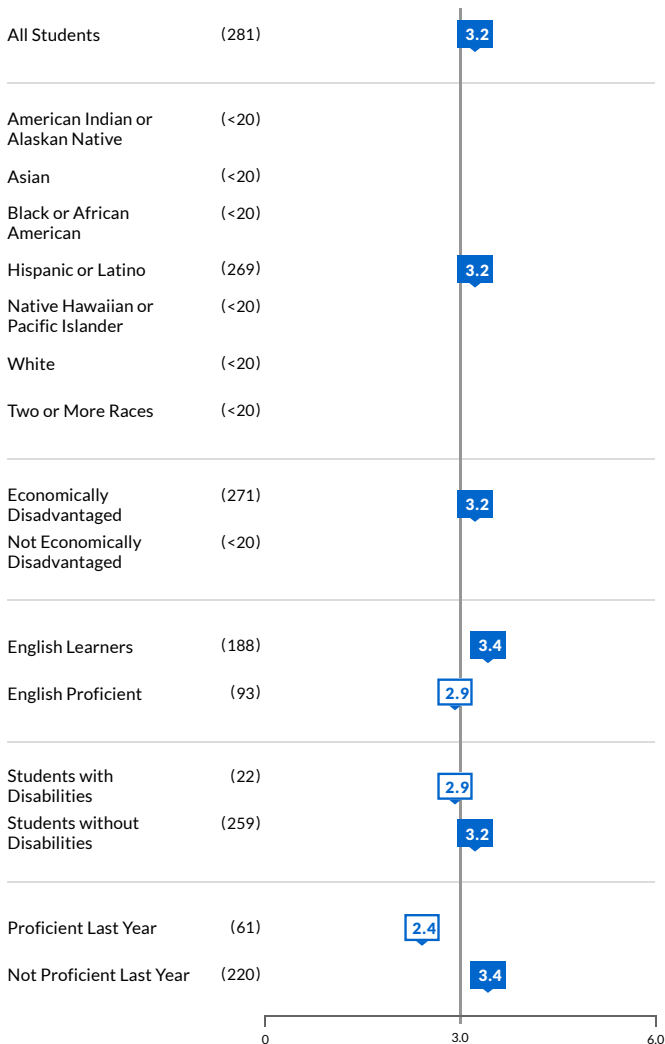 All Students (281) 3.2
American Indian or
Alaskan Native (<20)
Asian (<20)
Black or African
American (<20)
Hispanic or Latino (269) 3.2
Native Hawaiian or
Pacific Islander (<20)
White (<20)
Two or More Races (<20)
Economically
Disadvantaged (271) 3.2
Not Economically
Disadvantaged (<20)
English Learners (188) 3.4
English Proficient (93) 2.9
Students with
Disabilities (22) 2.9
Students without
Disabilities (259) 3.2
Proficient Last Year (61) 2.4
Not Proficient Last Year (220) 3.4
0 3.0 6.0